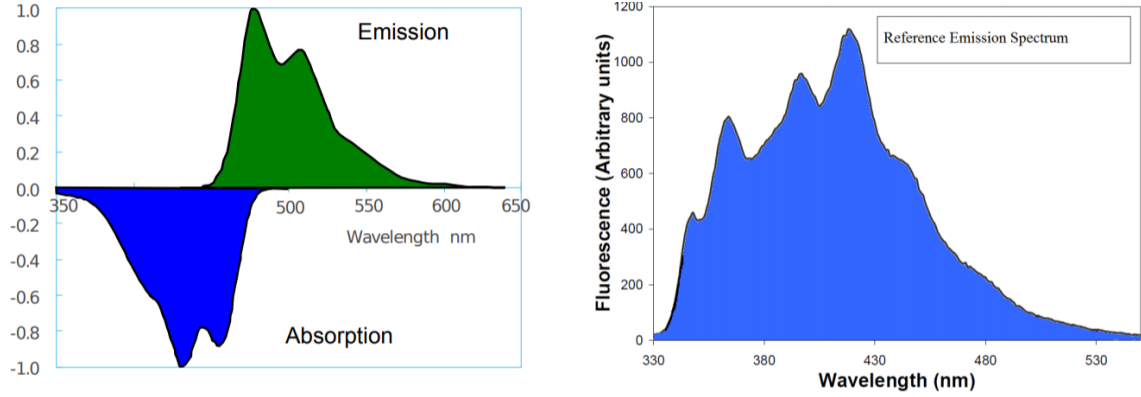 1.0
0.8
0.6
0.4
0.2
0.0
-0.2
-0.4
-0.6
-0.8
-1.0
Emission
350 500 550 600 650
Wavelength nm
Absorption
Fluorescence (Arbitrary units)
1200
1000
800
600
400
200
0
Reference Emission Spectrum
330 380 430 480 530
Wavelength (nm)